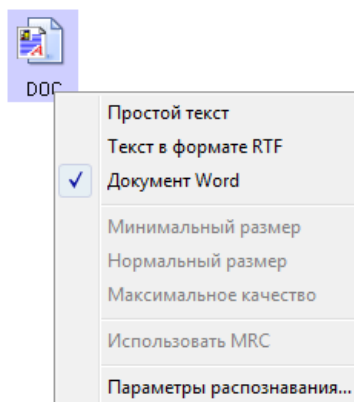 DOC
Простой текст
Текст в формате RTF
Документ Word
Минимальный размер
Нормальный размер
Максимальное качество
Использовать MRC
Параметры распознавания...